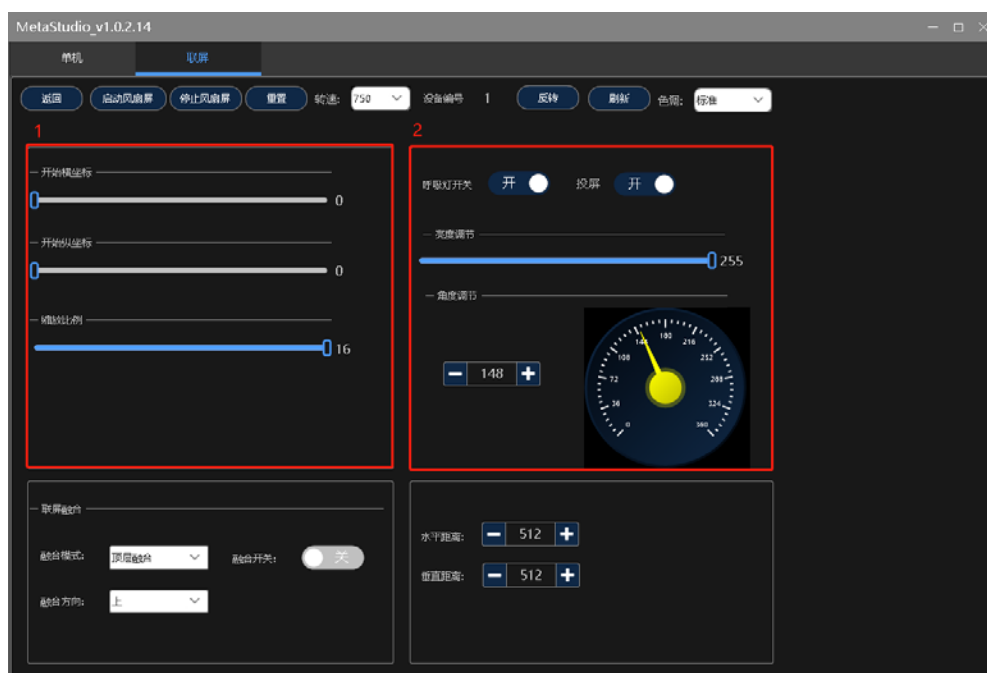 MetaStudio_v1.0.2.14
单机 联屏
返回 启动风扇屏 停止风扇屏 重置 转速: 750 设备编号 1 反转 刷新 色阶: 标准
1 2
开始横坐标
0
开始纵坐标
0
缩放比例
16
呼吸灯开关 开 投屏 开
亮度调节
255
角度调节
148
0 36 72 108 144 180 216 252 288 324 360
联屏融合
融合模式: 顶层融合 融合开关: 关
融合方向: 上
水平距离: 512
垂直距离: 512